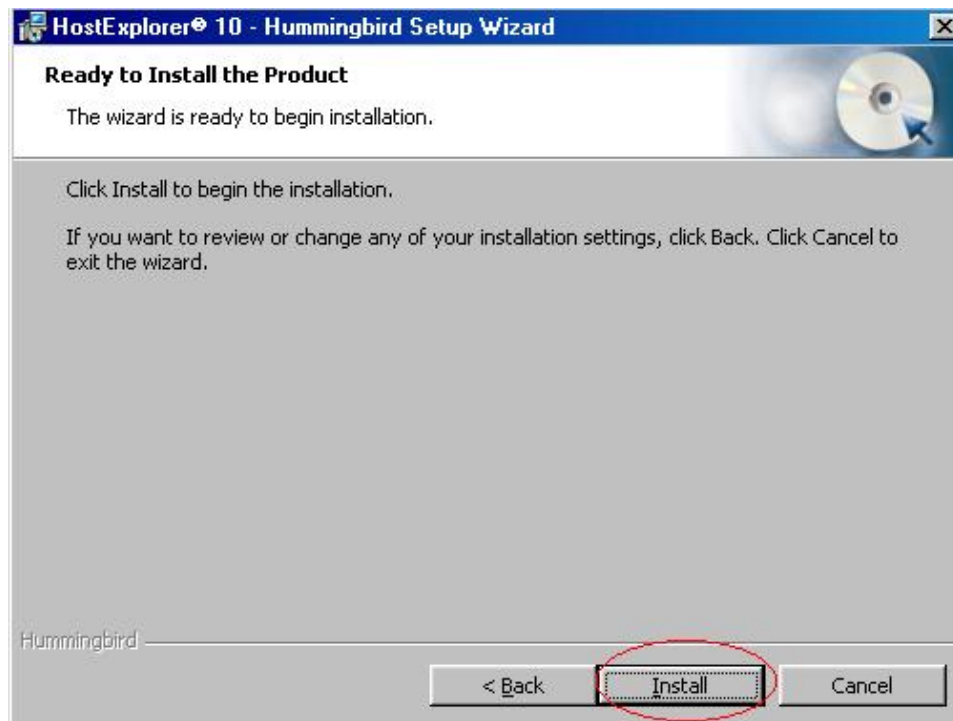 HostExplorer® 10 - Hummingbird Setup Wizard
Ready to Install the Product
The wizard is ready to begin installation.
Click Install to begin the installation.
If you want to review or change any of your installation settings, click Back. Click Cancel to
exit the wizard.
Hummingbird
< Back Install Cancel